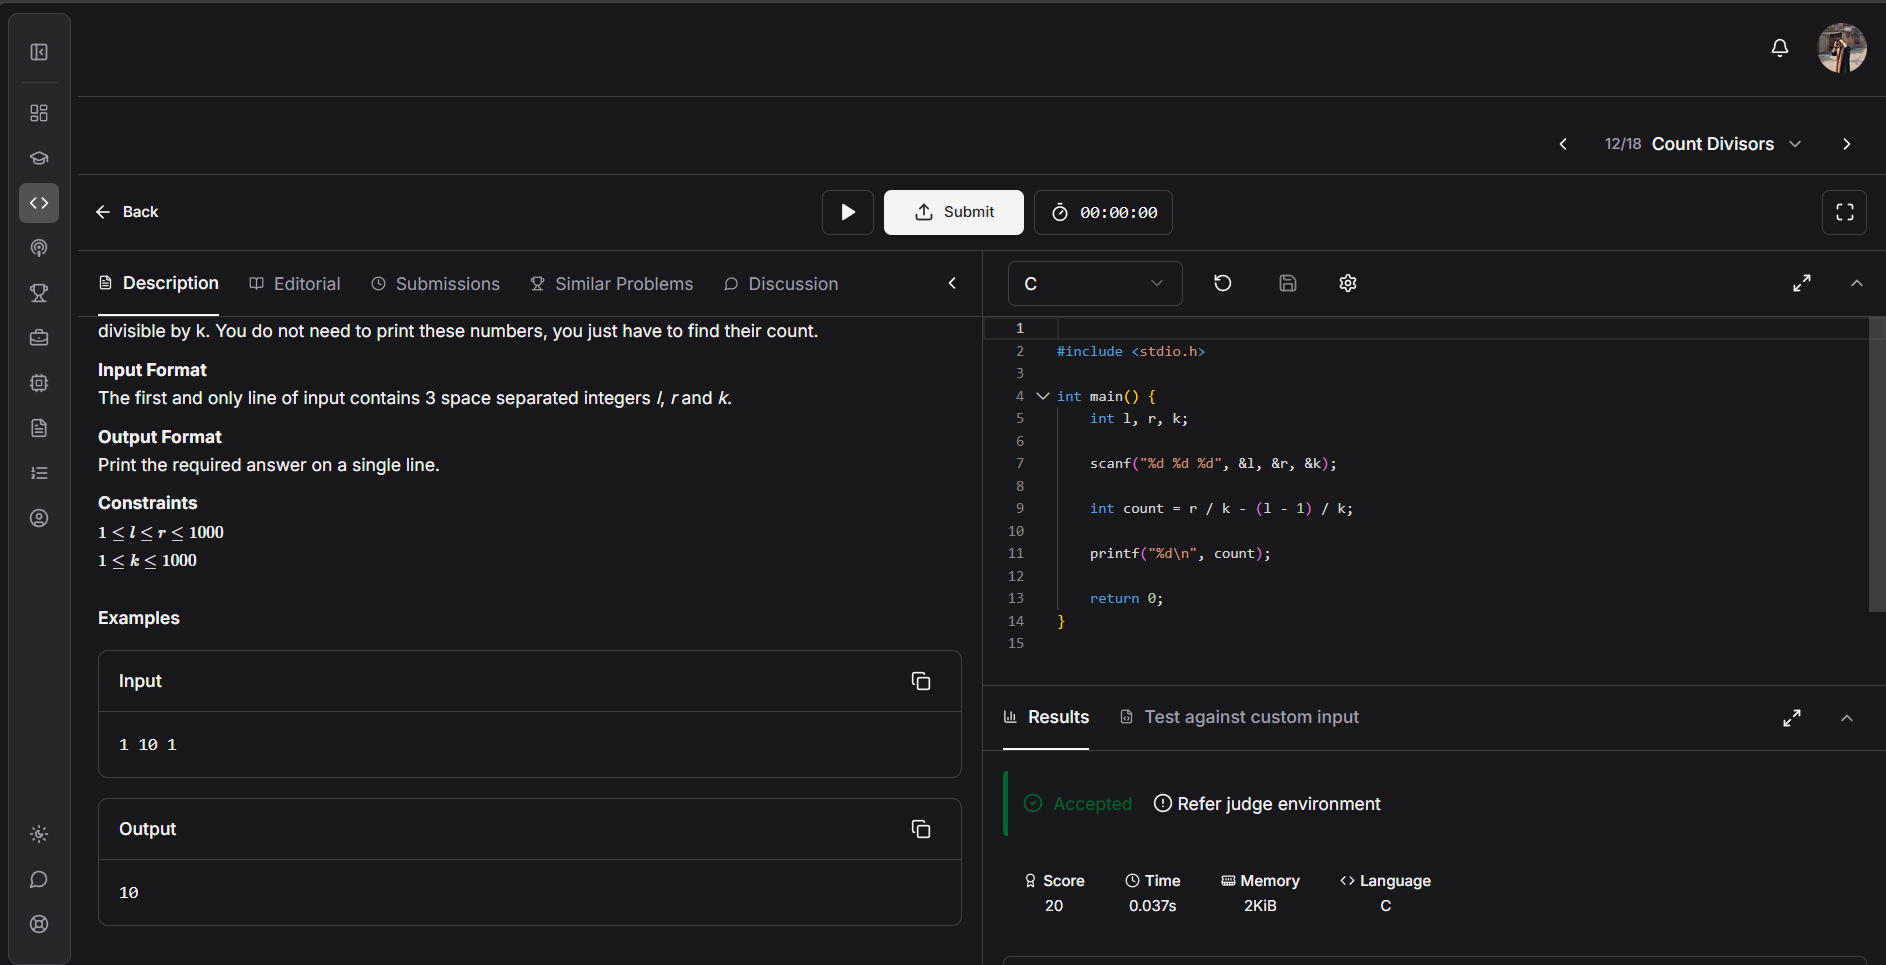 12/18 Count Divisors
Back
Submit
00:00:00
Description Editorial Submissions Similar Problems Discussion
divisible by k. You do not need to print these numbers, you just have to find their count.
Input Format
The first and only line of input contains 3 space separated integers l, r and k.
Output Format
Print the required answer on a single line.
Constraints
1 ≤ l ≤ r ≤ 1000
1 ≤ k ≤ 1000
Examples
Input
1 10 1
Output
10
C
1
2 #include <stdio.h>
3
4 int main() {
5     int l, r, k;
6
7     scanf("%d %d %d", &l, &r, &k);
8
9     int count = r / k - (l - 1) / k;
10
11     printf("%d\n", count);
12
13     return 0;
14 }
15
Results Test against custom input
Accepted Refer judge environment
Score Time Memory Language
20 0.037s 2KiB C